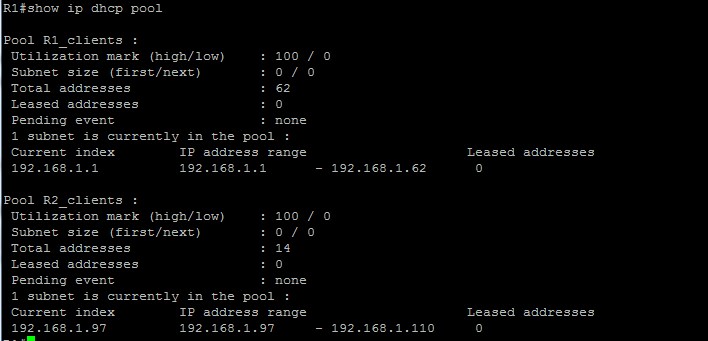 R1#show ip dhcp pool
Pool R1_clients :
Utilization mark (high/low)    : 100 / 0
Subnet size (first/next)       : 0 / 0
Total addresses                : 62
Leased addresses               : 0
Pending event                  : none
1 subnet is currently in the pool :
Current index        IP address range                    Leased addresses
192.168.1.1          192.168.1.1      - 192.168.1.62      0
Pool R2_clients :
Utilization mark (high/low)    : 100 / 0
Subnet size (first/next)       : 0 / 0
Total addresses                : 14
Leased addresses               : 0
Pending event                  : none
1 subnet is currently in the pool :
Current index        IP address range                    Leased addresses
192.168.1.97         192.168.1.97     - 192.168.1.110     0
R1#